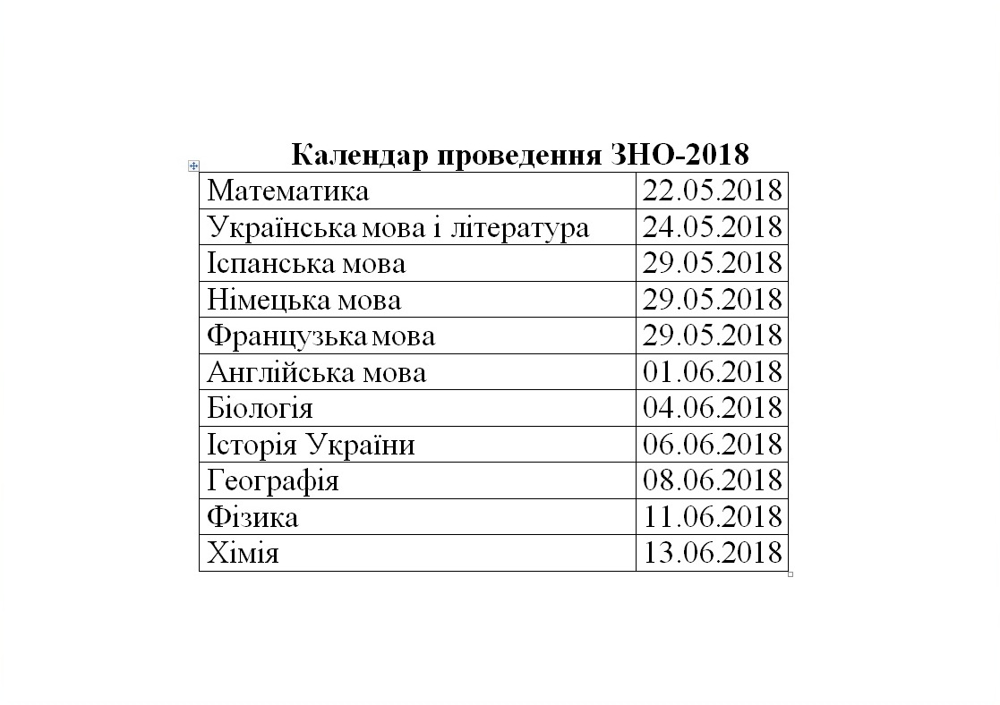 Календар проведення ЗНО-2018
Математика 22.05.2018
Українська мова і література 24.05.2018
Іспанська мова 29.05.2018
Німецька мова 29.05.2018
Французька мова 29.05.2018
Англійська мова 01.06.2018
Біологія 04.06.2018
Історія України 06.06.2018
Географія 08.06.2018
Фізика 11.06.2018
Хімія 13.06.2018